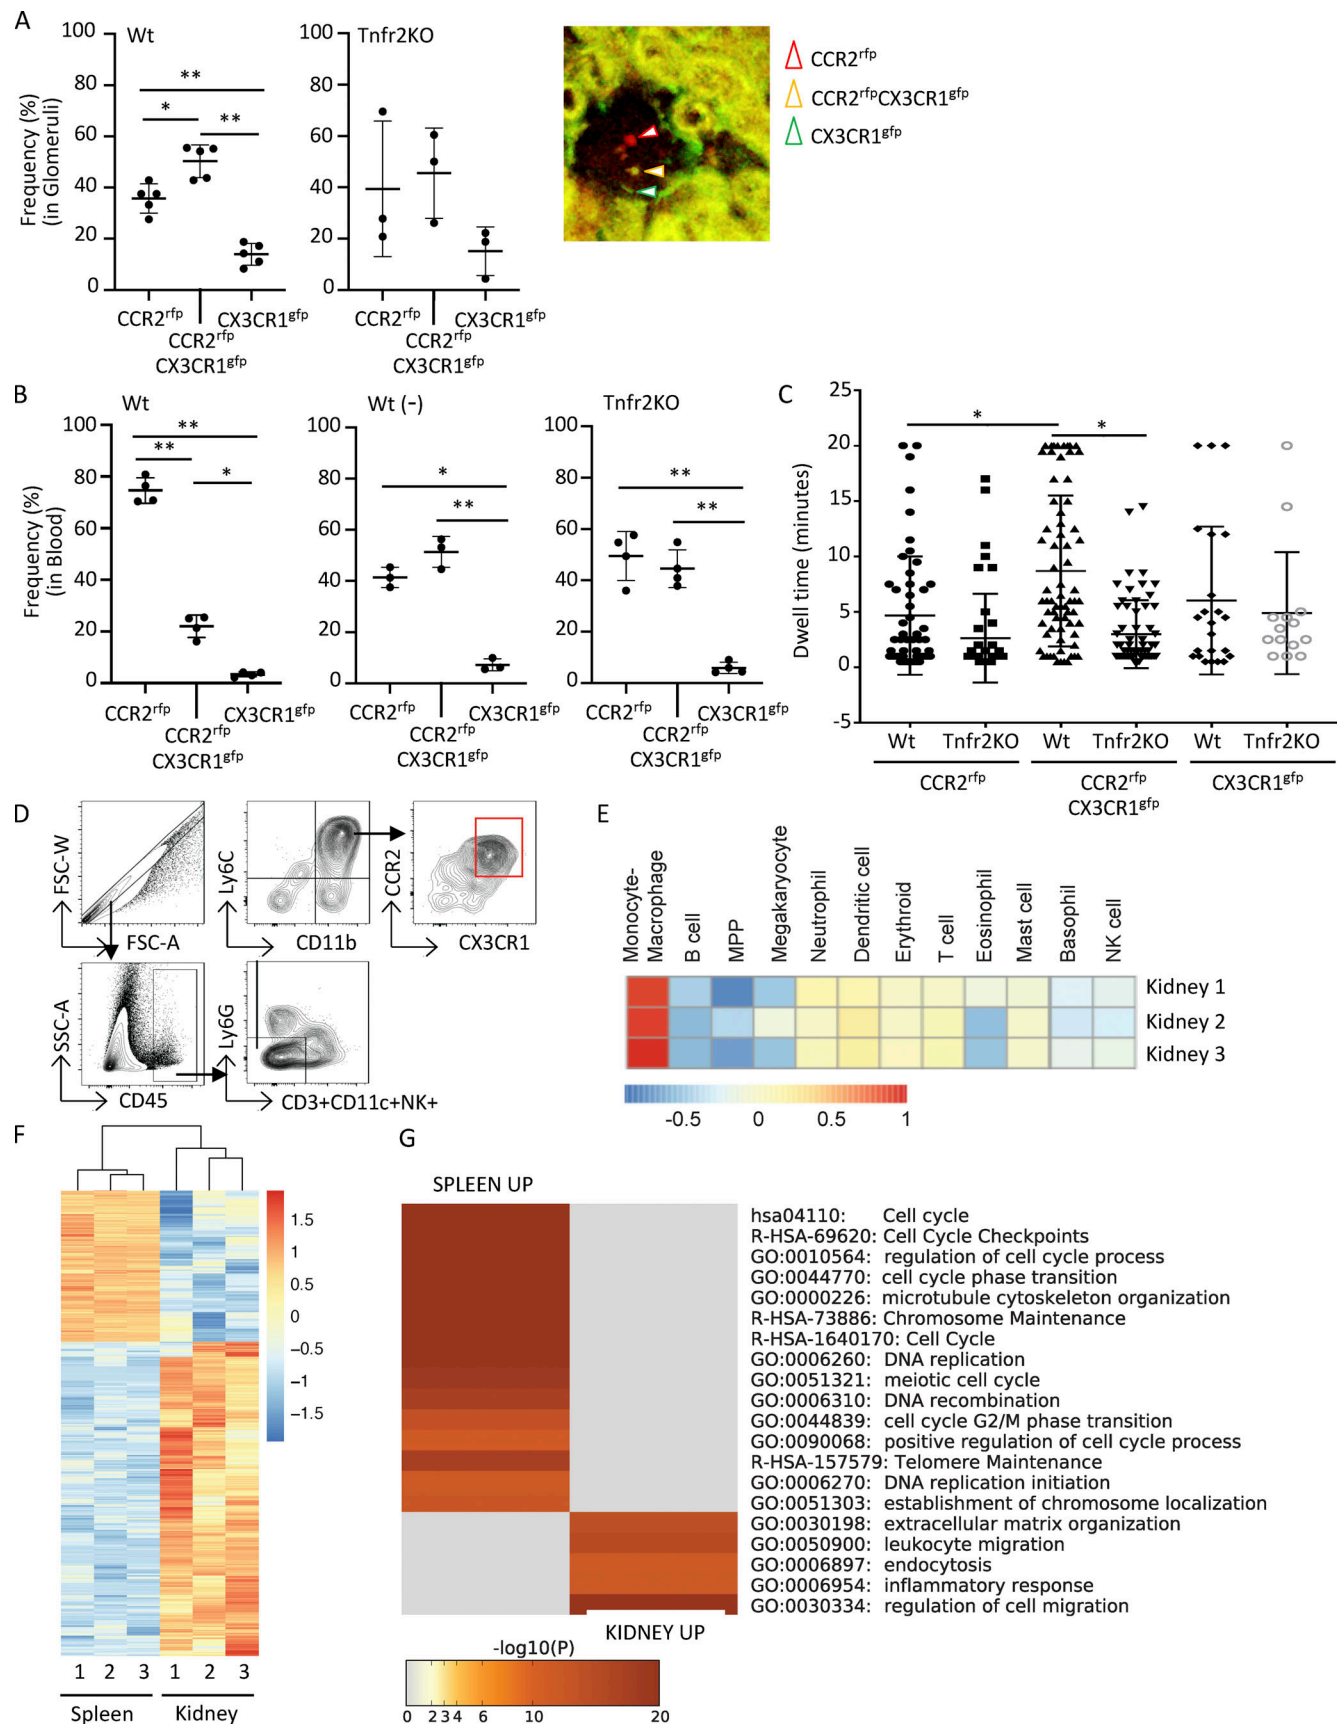 A
Wt
Frequency (%)
(in Glomeruli)
100
80
60
40
20
0
**
*
**
CCR2rfp
CCR2rfp
CX3CR1gfp
CX3CR1gfp
Tnfr2KO
100
80
60
40
20
0
CCR2rfp
CCR2rfp
CX3CR1gfp
CX3CR1gfp
CCR2rfp
CCR2rfpCX3CR1gfp
CX3CR1gfp
B
Wt
Frequency (%)
(in Blood)
100
80
60
40
20
0
**
**
*
CCR2rfp
CCR2rfp
CX3CR1gfp
CX3CR1gfp
Wt (−)
100
80
60
40
20
0
*
**
CCR2rfp
CCR2rfp
CX3CR1gfp
CX3CR1gfp
Tnfr2KO
100
80
60
40
20
0
**
**
CCR2rfp
CCR2rfp
CX3CR1gfp
CX3CR1gfp
C
Dwell time (minutes)
25
20
15
10
5
0
-5
*
*
Wt Tnfr2KO Wt Tnfr2KO Wt Tnfr2KO
CCR2rfp
CCR2rfp
CX3CR1gfp
CX3CR1gfp
D
FSC-W
FSC-A
Ly6C
CD11b
CCR2
CX3CR1
SSC-A
CD45
Ly6G
CD3+CD11c+NK+
E
Monocyte-
Macrophage
B cell
MPP
Megakaryocyte
Neutrophil
Dendritic cell
Erythroid
T cell
Eosinophil
Mast cell
Basophil
NK cell
Kidney 1
Kidney 2
Kidney 3
-0.5 0 0.5 1
F
1.5
1
0.5
0
−0.5
−1
−1.5
1 2 3 1 2 3
Spleen Kidney
G
SPLEEN UP
hsa04110: Cell cycle
R-HSA-69620: Cell Cycle Checkpoints
GO:0010564: regulation of cell cycle process
GO:0044770: cell cycle phase transition
GO:0000226: microtubule cytoskeleton organization
R-HSA-73886: Chromosome Maintenance
R-HSA-1640170: Cell Cycle
GO:0006260: DNA replication
GO:0051321: meiotic cell cycle
GO:0006310: DNA recombination
GO:0044839: cell cycle G2/M phase transition
GO:0090068: positive regulation of cell cycle process
R-HSA-157579: Telomere Maintenance
GO:0006270: DNA replication initiation
GO:0051303: establishment of chromosome localization
GO:0030198: extracellular matrix organization
GO:0050900: leukocyte migration
GO:0006897: endocytosis
GO:0006954: inflammatory response
GO:0030334: regulation of cell migration
KIDNEY UP
-log10(P)
0 2 3 4 6 10 20